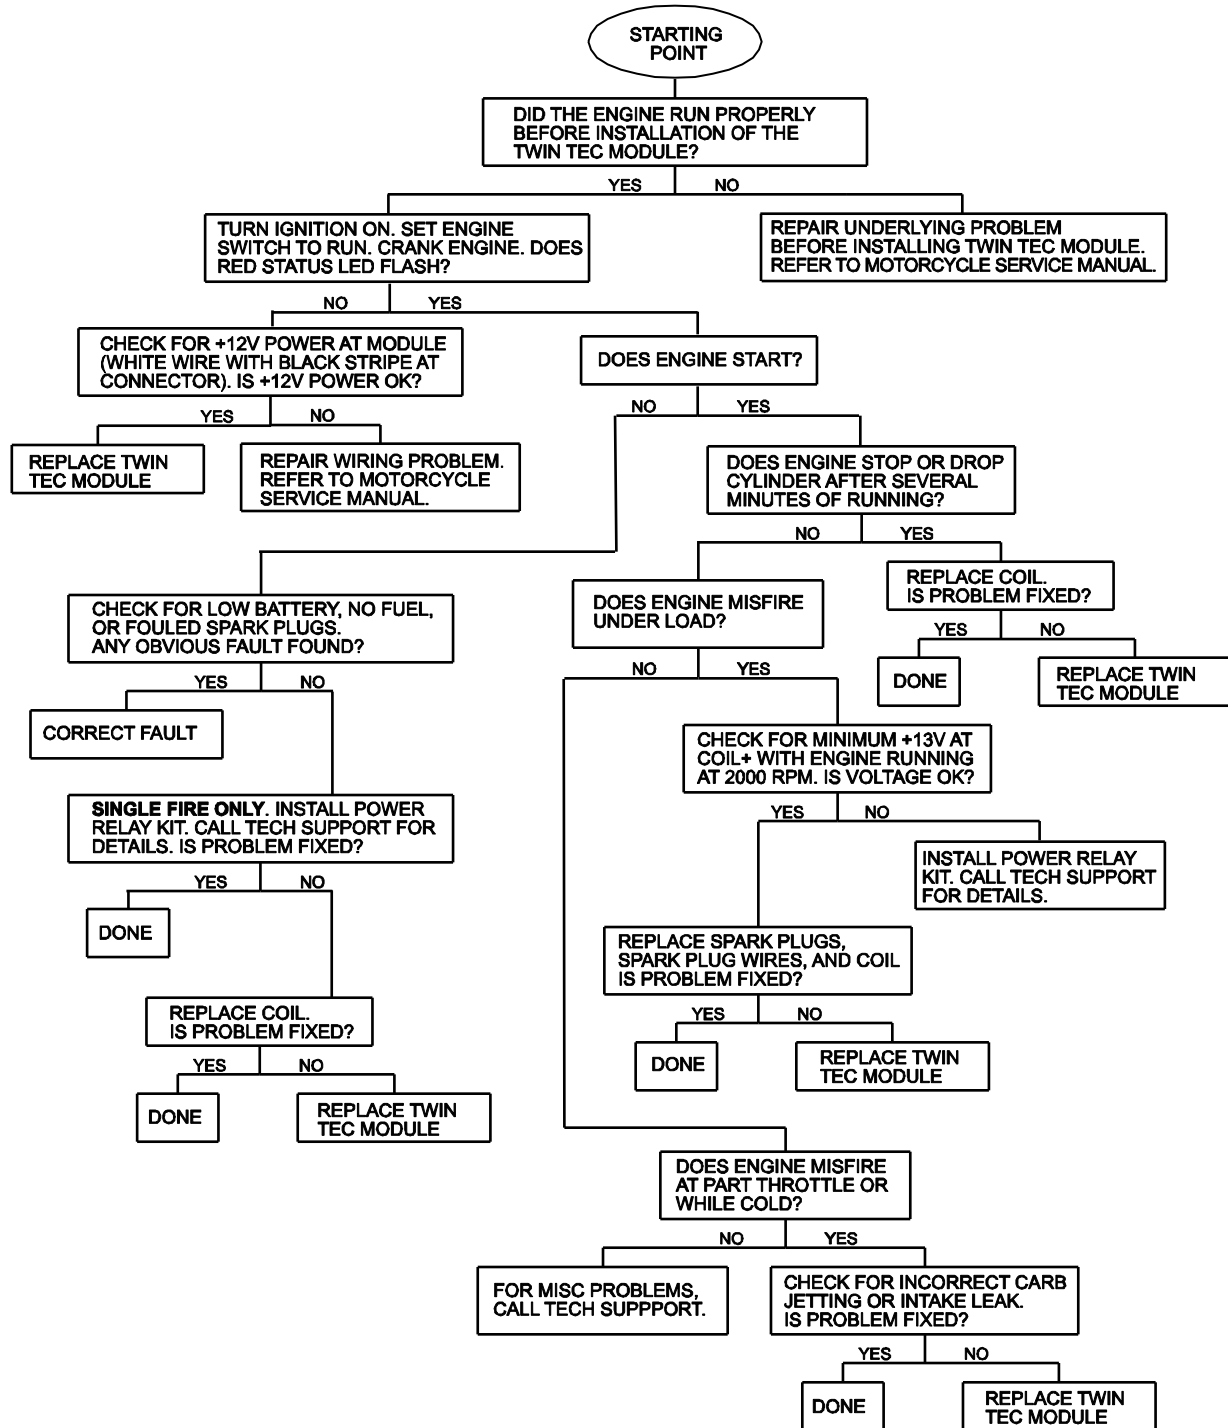 STARTING
POINT
DID THE ENGINE RUN PROPERLY
BEFORE INSTALLATION OF THE
TWIN TEC MODULE?
YES NO
TURN IGNITION ON. SET ENGINE
SWITCH TO RUN. CRANK ENGINE. DOES
RED STATUS LED FLASH?
REPAIR UNDERLYING PROBLEM
BEFORE INSTALLING TWIN TEC MODULE.
REFER TO MOTORCYCLE SERVICE MANUAL.
NO YES
CHECK FOR +12V POWER AT MODULE
(WHITE WIRE WITH BLACK STRIPE AT
CONNECTOR). IS +12V POWER OK?
DOES ENGINE START?
YES NO
NO YES
REPLACE TWIN
TEC MODULE
REPAIR WIRING PROBLEM.
REFER TO MOTORCYCLE
SERVICE MANUAL.
DOES ENGINE STOP OR DROP
CYLINDER AFTER SEVERAL
MINUTES OF RUNNING?
NO YES
CHECK FOR LOW BATTERY, NO FUEL,
OR FOULED SPARK PLUGS.
ANY OBVIOUS FAULT FOUND?
DOES ENGINE MISFIRE
UNDER LOAD?
REPLACE COIL.
IS PROBLEM FIXED?
YES NO
DONE
REPLACE TWIN
TEC MODULE
YES NO
NO YES
CORRECT FAULT
CHECK FOR MINIMUM +13V AT
COIL+ WITH ENGINE RUNNING
AT 2000 RPM. IS VOLTAGE OK?
SINGLE FIRE ONLY. INSTALL POWER
RELAY KIT. CALL TECH SUPPORT FOR
DETAILS. IS PROBLEM FIXED?
YES NO
INSTALL POWER RELAY
KIT. CALL TECH SUPPORT
FOR DETAILS.
YES NO
DONE
REPLACE SPARK PLUGS,
SPARK PLUG WIRES, AND COIL
IS PROBLEM FIXED?
REPLACE COIL.
IS PROBLEM FIXED?
YES NO
DONE
REPLACE TWIN
TEC MODULE
YES NO
DONE
REPLACE TWIN
TEC MODULE
DOES ENGINE MISFIRE
AT PART THROTTLE OR
WHILE COLD?
NO YES
FOR MISC PROBLEMS,
CALL TECH SUPPPORT.
CHECK FOR INCORRECT CARB
JETTING OR INTAKE LEAK.
IS PROBLEM FIXED?
YES NO
DONE
REPLACE TWIN
TEC MODULE